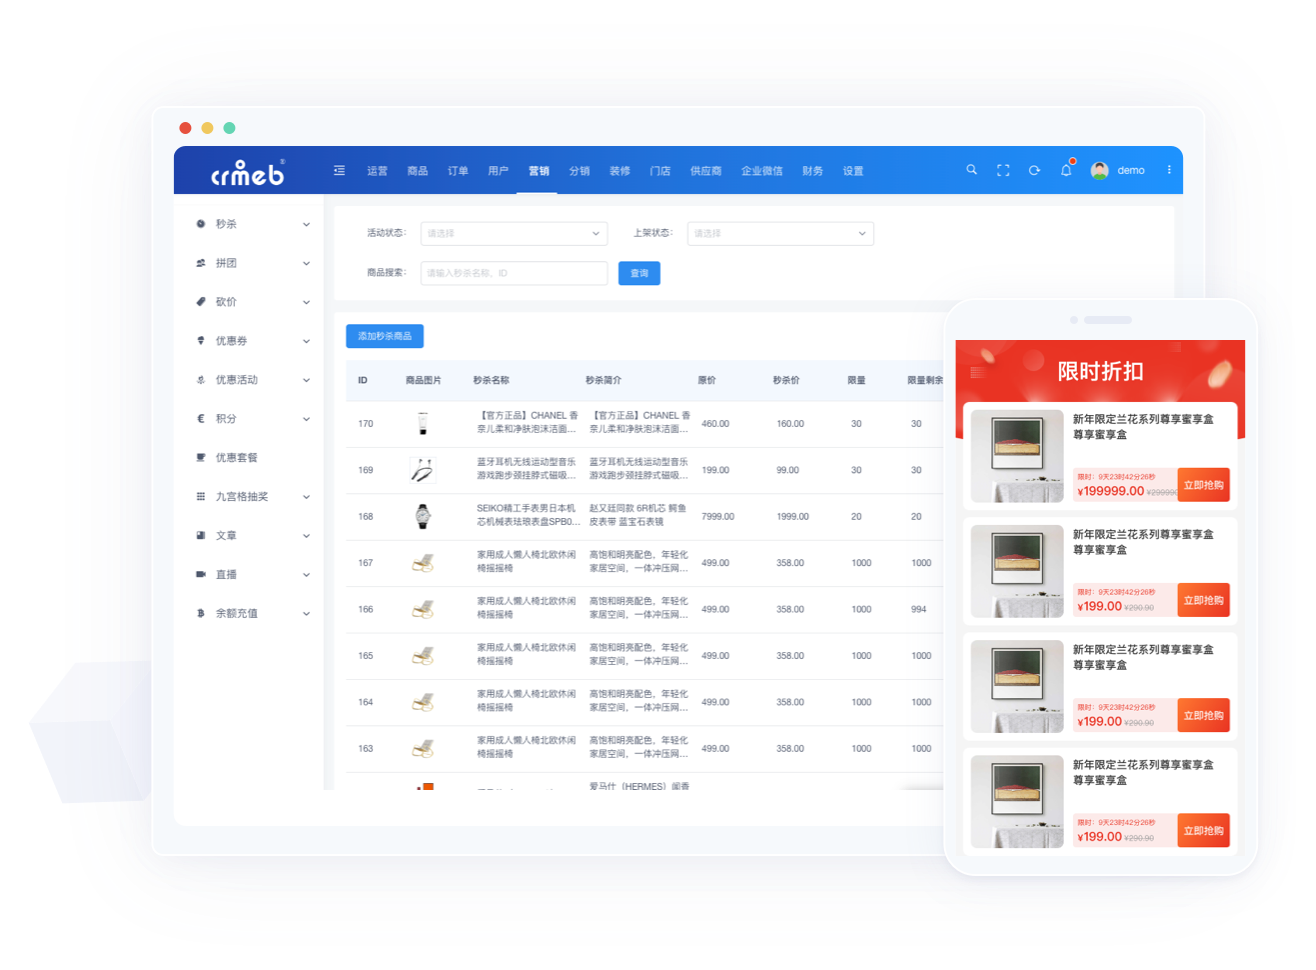 crmeb®
运营 商品 订单 用户 营销 分销 装修 门店 供应商 企业微信 财务 设置
demo
秒杀
拼团
砍价
优惠券
优惠活动
积分
优惠套餐
九宫格抽奖
文章
直播
余额充值
活动状态： 请选择 上架状态： 请选择
商品搜索： 请输入秒杀名称、ID 查询
添加秒杀商品
ID 商品图片 秒杀名称 秒杀简介 原价 秒杀价 限量 限量剩余
170 【官方正品】CHANEL 香 【官方正品】CHANEL 香 460.00 160.00 30 30
奈儿柔和净肤泡沫洁面... 奈儿柔和净肤泡沫洁面...
169 蓝牙耳机无线运动型音乐 蓝牙耳机无线运动型音乐 199.00 99.00 30 30
游戏跑步颈挂脖式磁吸... 游戏跑步颈挂脖式磁吸...
168 SEIKO精工手表男日本机 赵又廷同款 6R机芯 鳄鱼 7999.00 1999.00 20 20
芯机械表珐琅表盘SPB0... 皮表带 蓝宝石表镜
167 家用成人懒人椅北欧休闲 高饱和明亮配色，年轻化 499.00 358.00 1000 1000
椅摇摇椅 家居空间，一体冲压网...
166 家用成人懒人椅北欧休闲 高饱和明亮配色，年轻化 499.00 358.00 1000 994
椅摇摇椅 家居空间，一体冲压网...
165 家用成人懒人椅北欧休闲 高饱和明亮配色，年轻化 499.00 358.00 1000 1000
椅摇摇椅 家居空间，一体冲压网...
164 家用成人懒人椅北欧休闲 高饱和明亮配色，年轻化 499.00 358.00 1000 1000
椅摇摇椅 家居空间，一体冲压网...
163 家用成人懒人椅北欧休闲 高饱和明亮配色，年轻化 499.00 358.00 1000 1000
椅摇摇椅 家居空间，一体冲压网...
爱马仕（HERMES）闻香
限时折扣
新年限定兰花系列尊享蜜享盒
尊享蜜享盒
限时：9天23时42分26秒
¥199999.00 ¥299990 立即抢购
新年限定兰花系列尊享蜜享盒
尊享蜜享盒
限时：9天23时42分26秒
¥199.00 ¥290.90 立即抢购
新年限定兰花系列尊享蜜享盒
尊享蜜享盒
限时：9天23时42分26秒
¥199.00 ¥290.90 立即抢购
新年限定兰花系列尊享蜜享盒
尊享蜜享盒
限时：9天23时42分26秒
¥199.00 ¥290.90 立即抢购